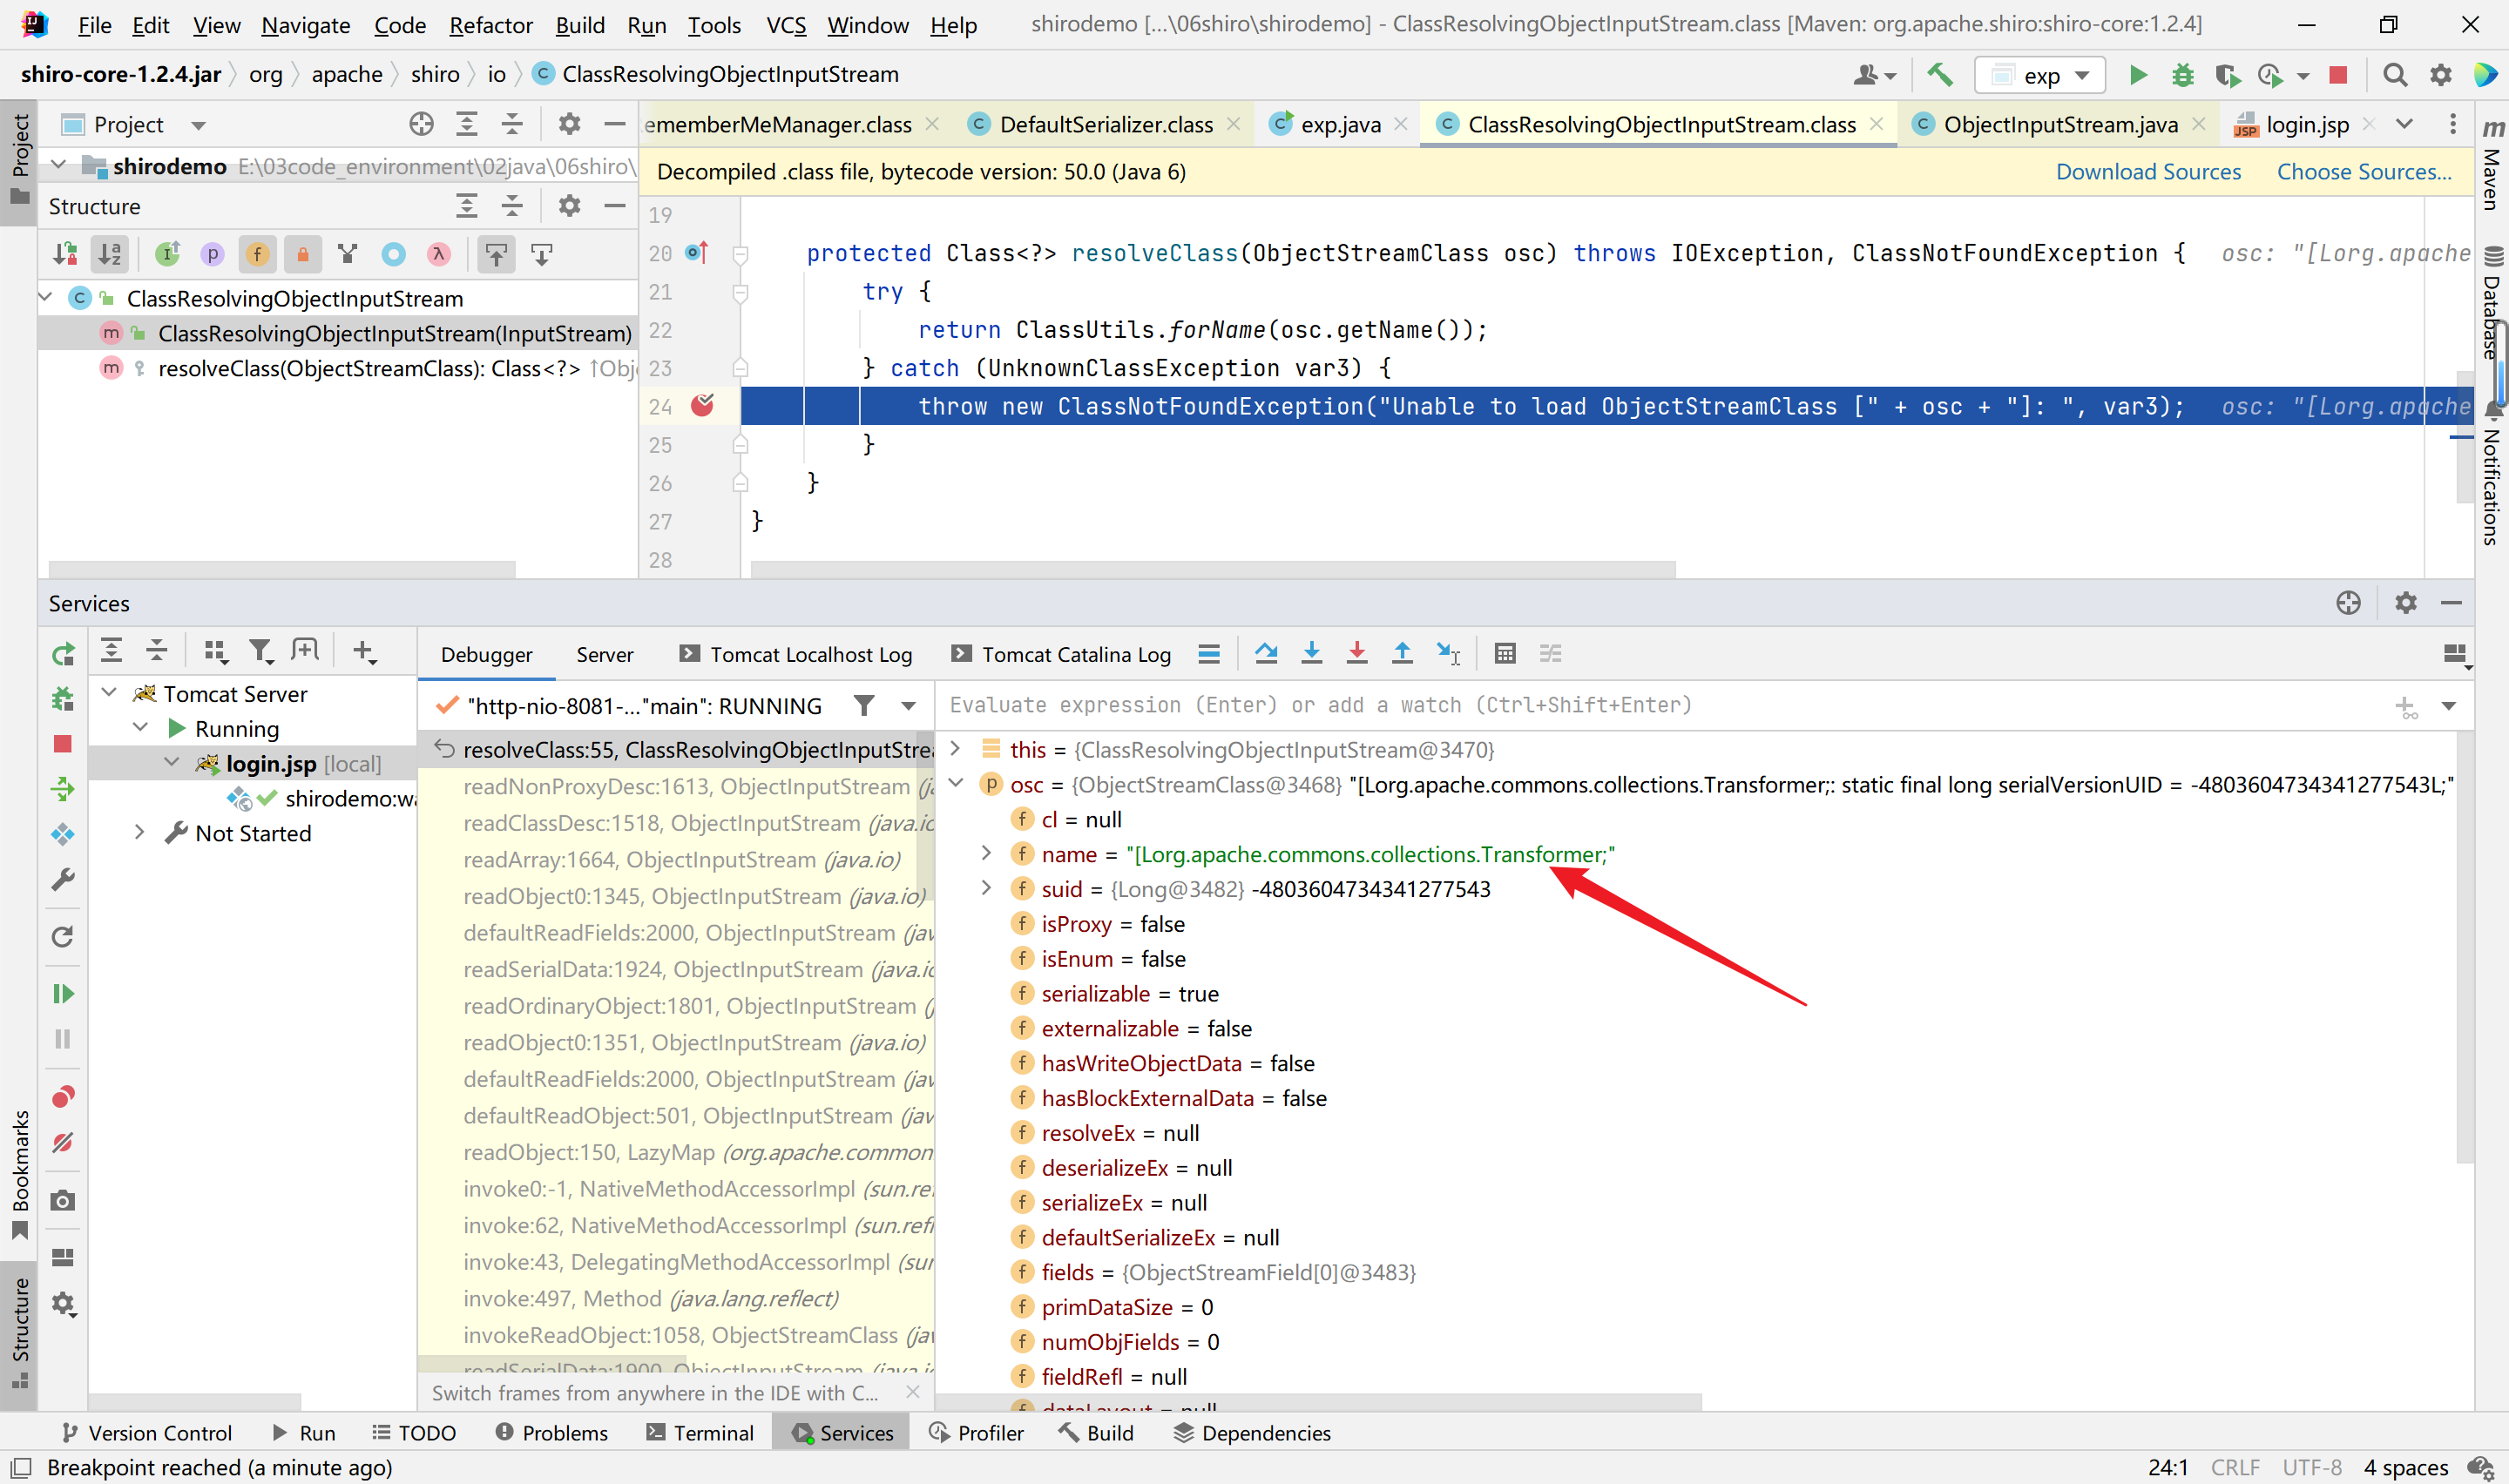 File Edit View Navigate Code Refactor Build Run Tools VCS Window Help shirodemo [...\06shiro\shirodemo] - ClassResolvingObjectInputStream.class [Maven: org.apache.shiro:shiro-core:1.2.4]
shiro-core-1.2.4.jar org apache shiro io ClassResolvingObjectInputStream exp
Project
ememberMeManager.class DefaultSerializer.class exp.java ClassResolvingObjectInputStream.class ObjectInputStream.java login.jsp
shirodemo E:\03code_environment\02java\06shiro\
Decompiled .class file, bytecode version: 50.0 (Java 6) Download Sources Choose Sources...
Structure
ClassResolvingObjectInputStream
ClassResolvingObjectInputStream(InputStream)
resolveClass(ObjectStreamClass): Class<?> ↑Obj
19
20 protected Class<?> resolveClass(ObjectStreamClass osc) throws IOException, ClassNotFoundException { osc: "[Lorg.apache
21 try {
22 return ClassUtils.forName(osc.getName());
23 } catch (UnknownClassException var3) {
24 throw new ClassNotFoundException("Unable to load ObjectStreamClass [" + osc + "]: ", var3); osc: "[Lorg.apache
25 }
26 }
27 }
28
Project
Bookmarks
Structure
Maven
Database
Notifications
Services
Debugger Server Tomcat Localhost Log Tomcat Catalina Log
Tomcat Server
Running
login.jsp [local]
shirodemo:wa
Not Started
"http-nio-8081-..."main": RUNNING
resolveClass:55, ClassResolvingObjectInputStrea
readNonProxyDesc:1613, ObjectInputStream (ja
readClassDesc:1518, ObjectInputStream (java.io
readArray:1664, ObjectInputStream (java.io)
readObject0:1345, ObjectInputStream (java.io)
defaultReadFields:2000, ObjectInputStream (jav
readSerialData:1924, ObjectInputStream (java.io
readOrdinaryObject:1801, ObjectInputStream (j
readObject0:1351, ObjectInputStream (java.io)
defaultReadFields:2000, ObjectInputStream (jav
defaultReadObject:501, ObjectInputStream (jav
readObject:150, LazyMap (org.apache.common
invoke0:-1, NativeMethodAccessorImpl (sun.re
invoke:62, NativeMethodAccessorImpl (sun.refl
invoke:43, DelegatingMethodAccessorImpl (sun
invoke:497, Method (java.lang.reflect)
invokeReadObject:1058, ObjectStreamClass (jav
readSerialData:1900, ObjectInputStream (java.io
Switch frames from anywhere in the IDE with C...
Evaluate expression (Enter) or add a watch (Ctrl+Shift+Enter)
this = {ClassResolvingObjectInputStream@3470}
osc = {ObjectStreamClass@3468} "[Lorg.apache.commons.collections.Transformer;: static final long serialVersionUID = -4803604734341277543L;"
cl = null
name = "[Lorg.apache.commons.collections.Transformer;"
suid = {Long@3482} -4803604734341277543
isProxy = false
isEnum = false
serializable = true
externalizable = false
hasWriteObjectData = false
hasBlockExternalData = false
resolveEx = null
deserializeEx = null
serializeEx = null
defaultSerializeEx = null
fields = {ObjectStreamField[0]@3483}
primDataSize = 0
numObjFields = 0
fieldRefl = null
dataLayout = null
Version Control Run TODO Problems Terminal Services Profiler Build Dependencies
Breakpoint reached (a minute ago) 24:1 CRLF UTF-8 4 spaces